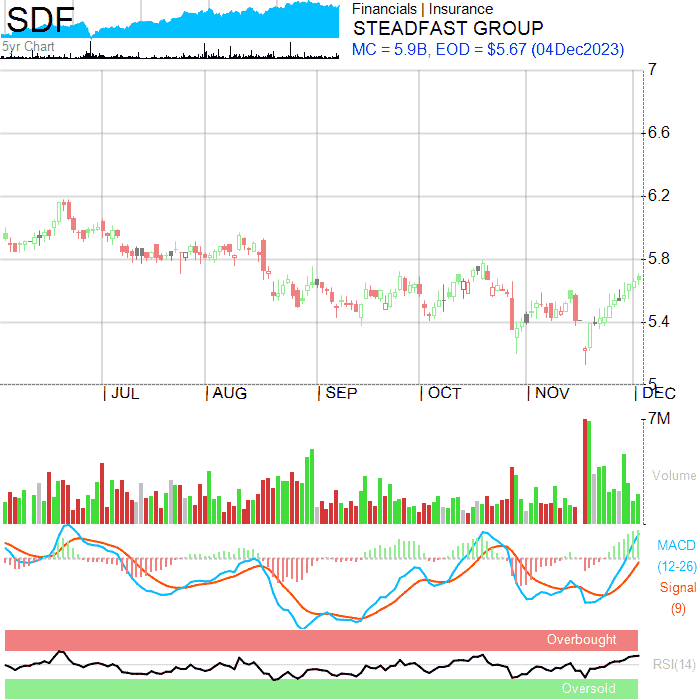 SDF
5yr Chart
Financials | Insurance
STEADFAST GROUP
MC = 5.9B, EOD = $5.67 (04Dec2023)
7
6.6
6.2
5.8
5.4
5
| JUL | AUG | SEP | OCT | NOV | DEC
7M
Volume
MACD
(12-26)
Signal
(9)
Overbought
RSI(14)
Oversold